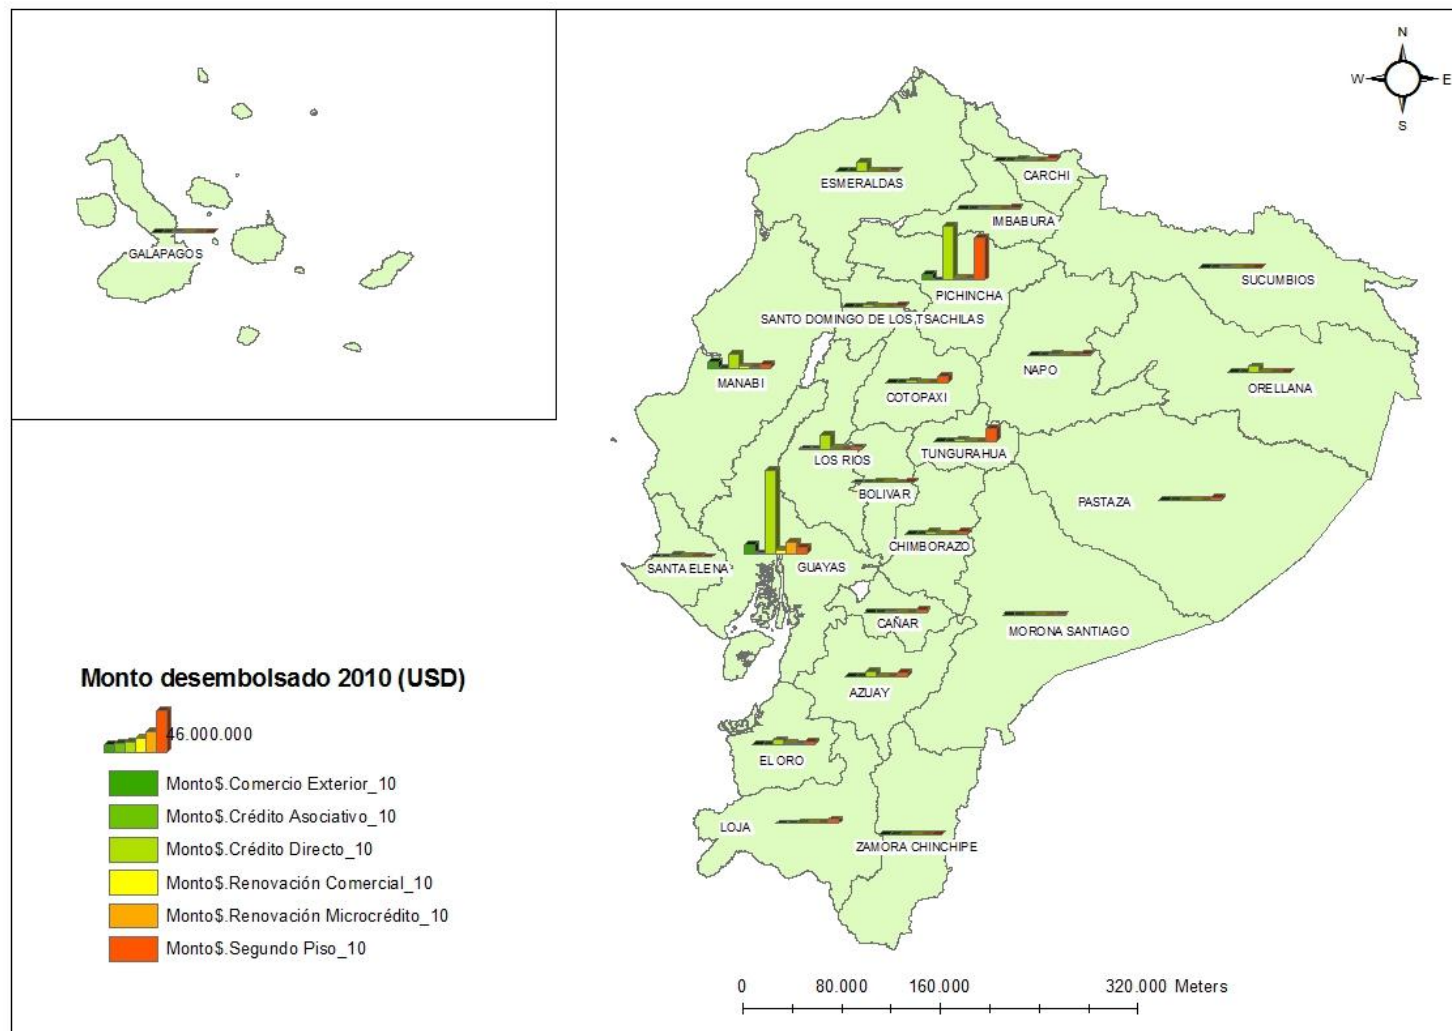 N
W
E
S
ESMERALDAS
CARCHI
IMBABURA
GALAPAGOS
SUCUMBIOS
PICHINCHA
SANTO DOMINGO DE LOS TSACHILAS
NAPO
MANABI
ORELLANA
COTOPAXI
LOS RIOS
TUNGURAHUA
BOLIVAR
PASTAZA
CHIMBORAZO
SANTA ELENA
GUAYAS
CAÑAR
MORONA SANTIAGO
AZUAY
EL ORO
LOJA
ZAMORA CHINCHIPE
Monto desembolsado 2010 (USD)
46.000.000
Monto$.Comercio Exterior_10
Monto$.Crédito Asociativo_10
Monto$.Crédito Directo_10
Monto$.Renovación Comercial_10
Monto$.Renovación Microcrédito_10
Monto$.Segundo Piso_10
0 80.000 160.000 320.000 Meters